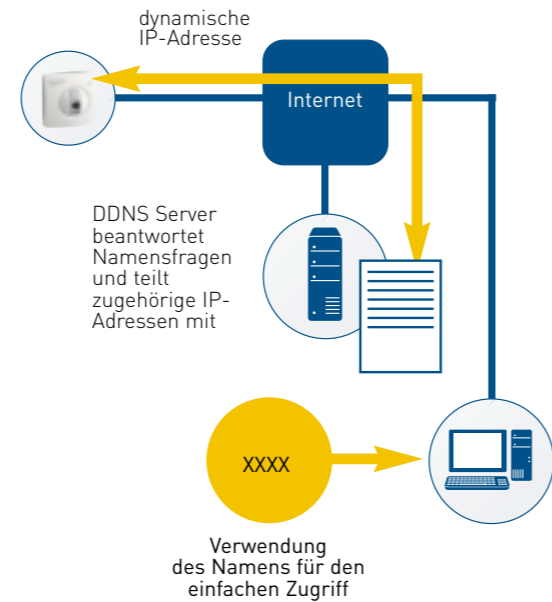 dynamische
IP-Adresse
Internet
DDNS Server
beantwortet
Namensfragen
und teilt
zugehörige IP-
Adressen mit
XXXX
Verwendung
des Namens für den
einfachen Zugriff